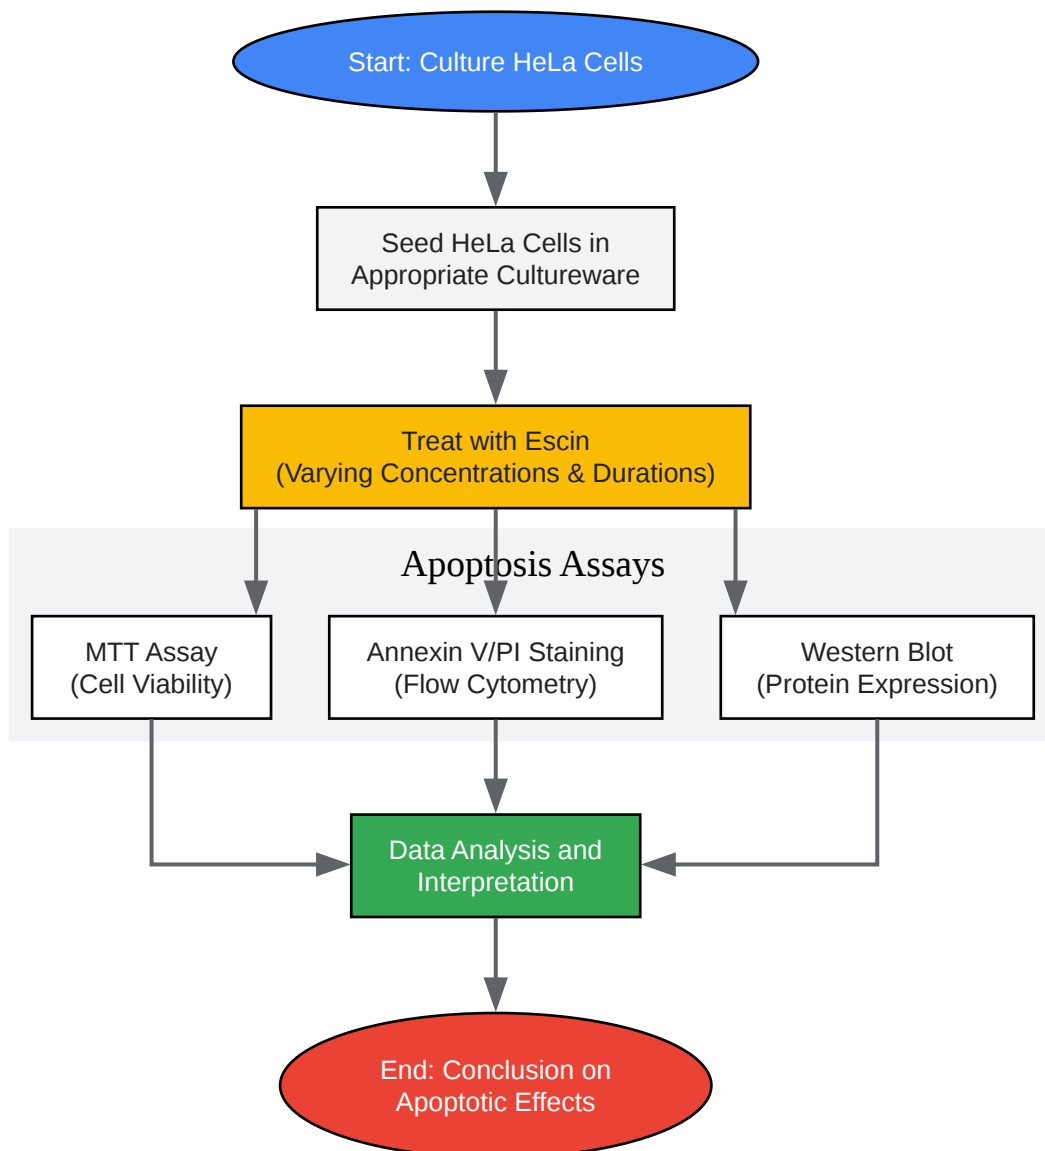 Start: Culture HeLa Cells
Seed HeLa Cells in
Appropriate Cultureware
Treat with Escin
(Varying Concentrations & Durations)
Apoptosis Assays
MTT Assay
(Cell Viability)
Annexin V/PI Staining
(Flow Cytometry)
Western Blot
(Protein Expression)
Data Analysis and
Interpretation
End: Conclusion on
Apoptotic Effects